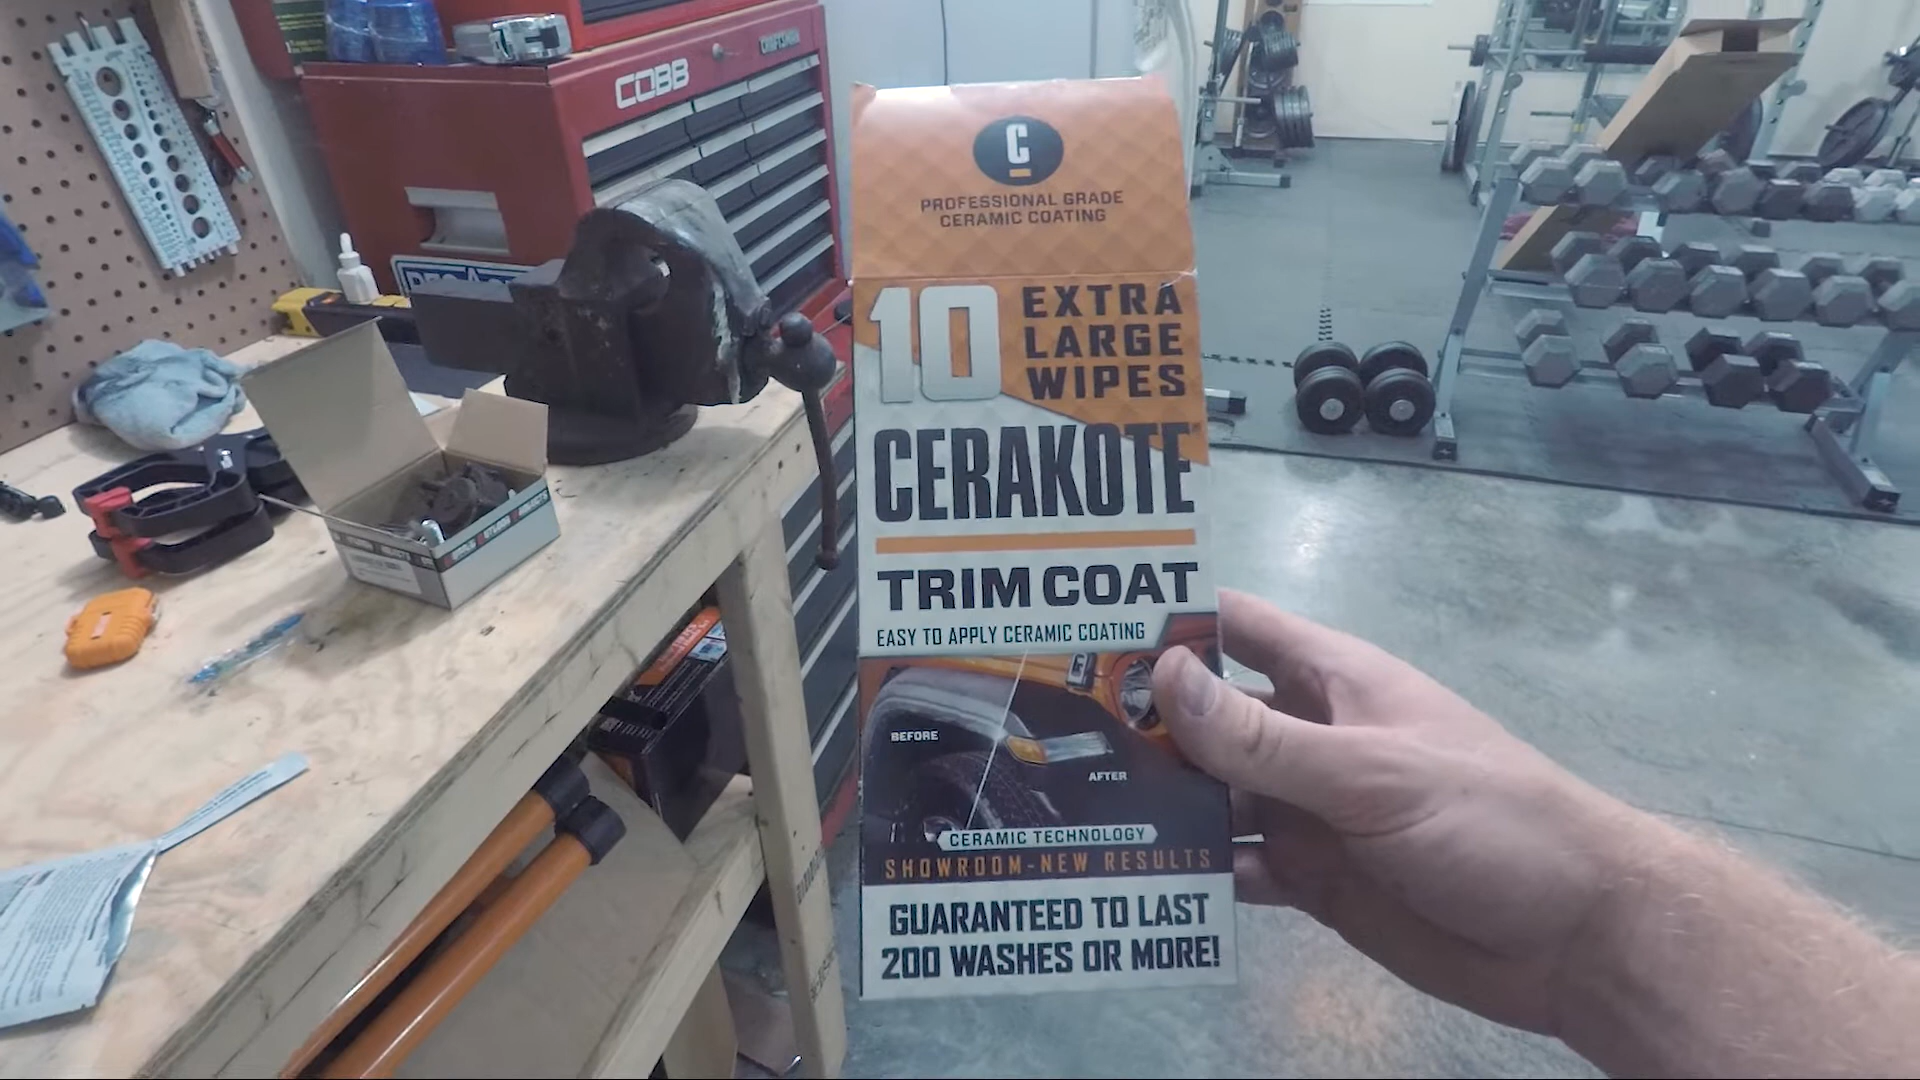 COBB
CRAFTSMAN
C
PROFESSIONAL GRADE
CERAMIC COATING
10
EXTRA
LARGE
WIPES
CERAKOTE
TRIM COAT
EASY TO APPLY CERAMIC COATING
BEFORE
AFTER
CERAMIC TECHNOLOGY
SHOWROOM-NEW RESULTS
GUARANTEED TO LAST
200 WASHES OR MORE!